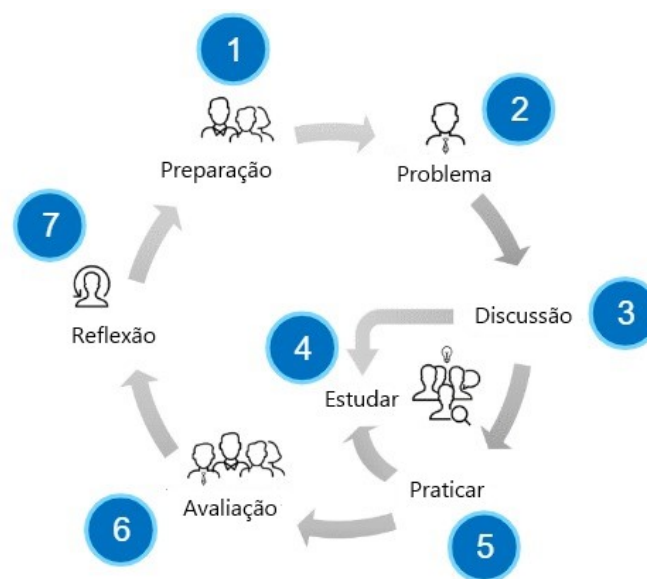 1
Preparação
2
Problema
3
Discussão
4
Estudar
5
Praticar
6
Avaliação
7
Reflexão